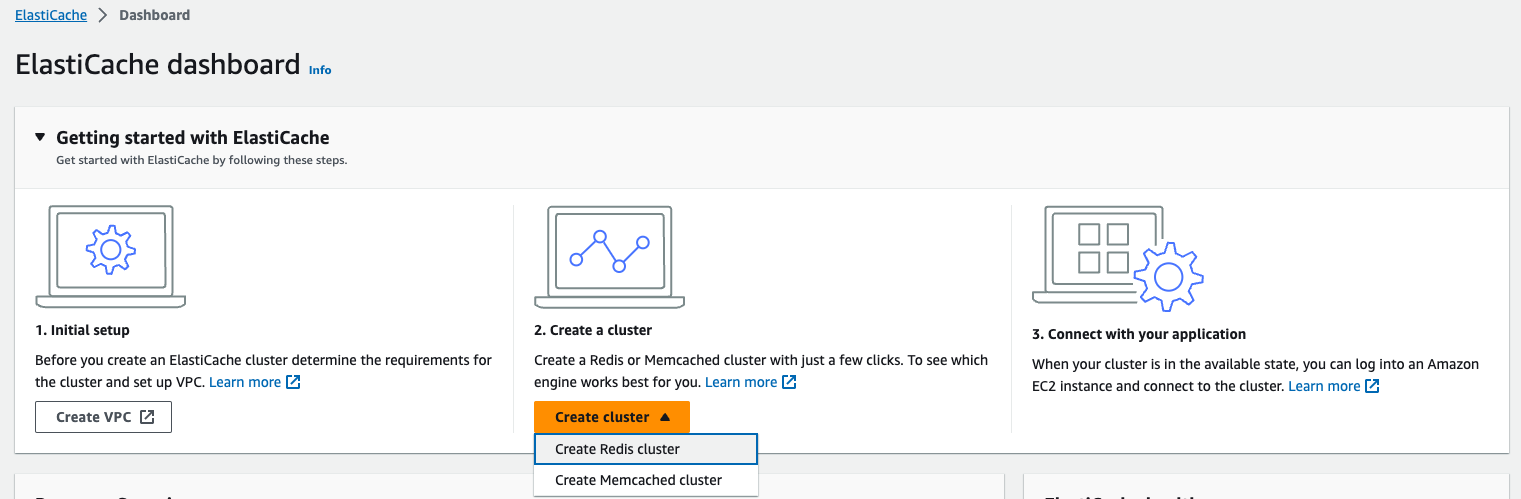 ElastiCache > Dashboard
ElastiCache dashboard Info
Getting started with ElastiCache
Get started with ElastiCache by following these steps.
1. Initial setup
Before you create an ElastiCache cluster determine the requirements for
the cluster and set up VPC. Learn more
Create VPC
2. Create a cluster
Create a Redis or Memcached cluster with just a few clicks. To see which
engine works best for you. Learn more
Create cluster
Create Redis cluster
Create Memcached cluster
3. Connect with your application
When your cluster is in the available state, you can log into an Amazon
EC2 instance and connect to the cluster. Learn more